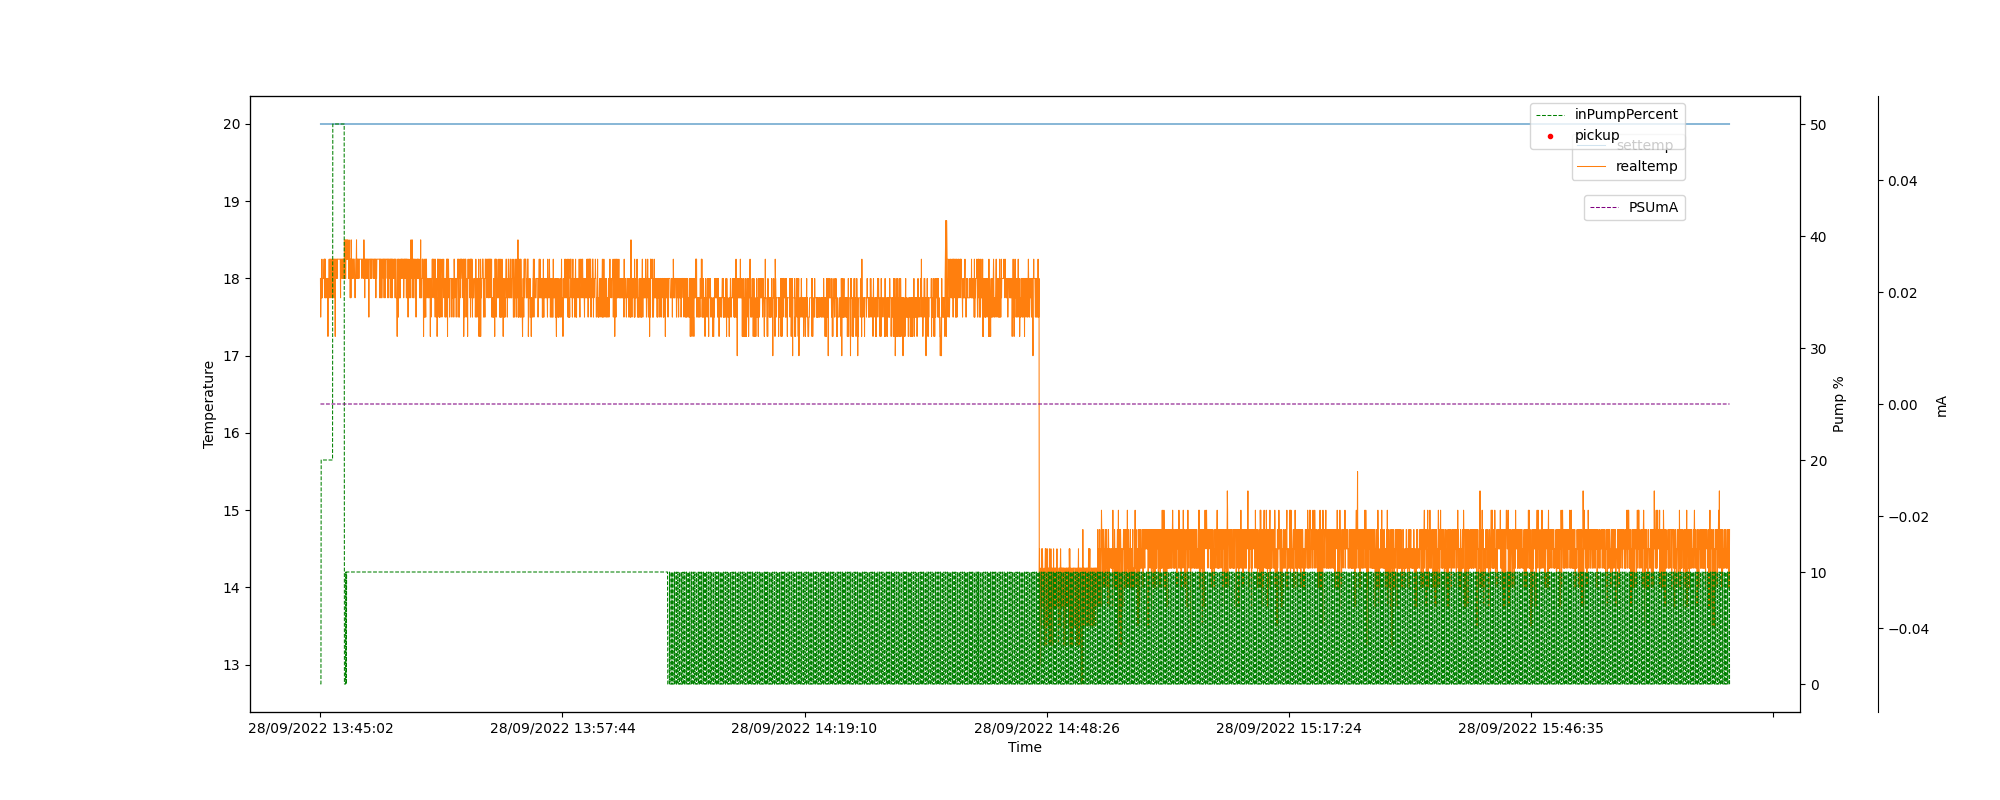 inPumpPercent
pickup
settemp
realtemp
PSUmA
20
19
18
17
16
15
14
13
Temperature
50
40
30
20
10
0
Pump %
0.04
0.02
0.00
−0.02
−0.04
mA
28/09/2022 13:45:02
28/09/2022 13:57:44
28/09/2022 14:19:10
28/09/2022 14:48:26
28/09/2022 15:17:24
28/09/2022 15:46:35
Time